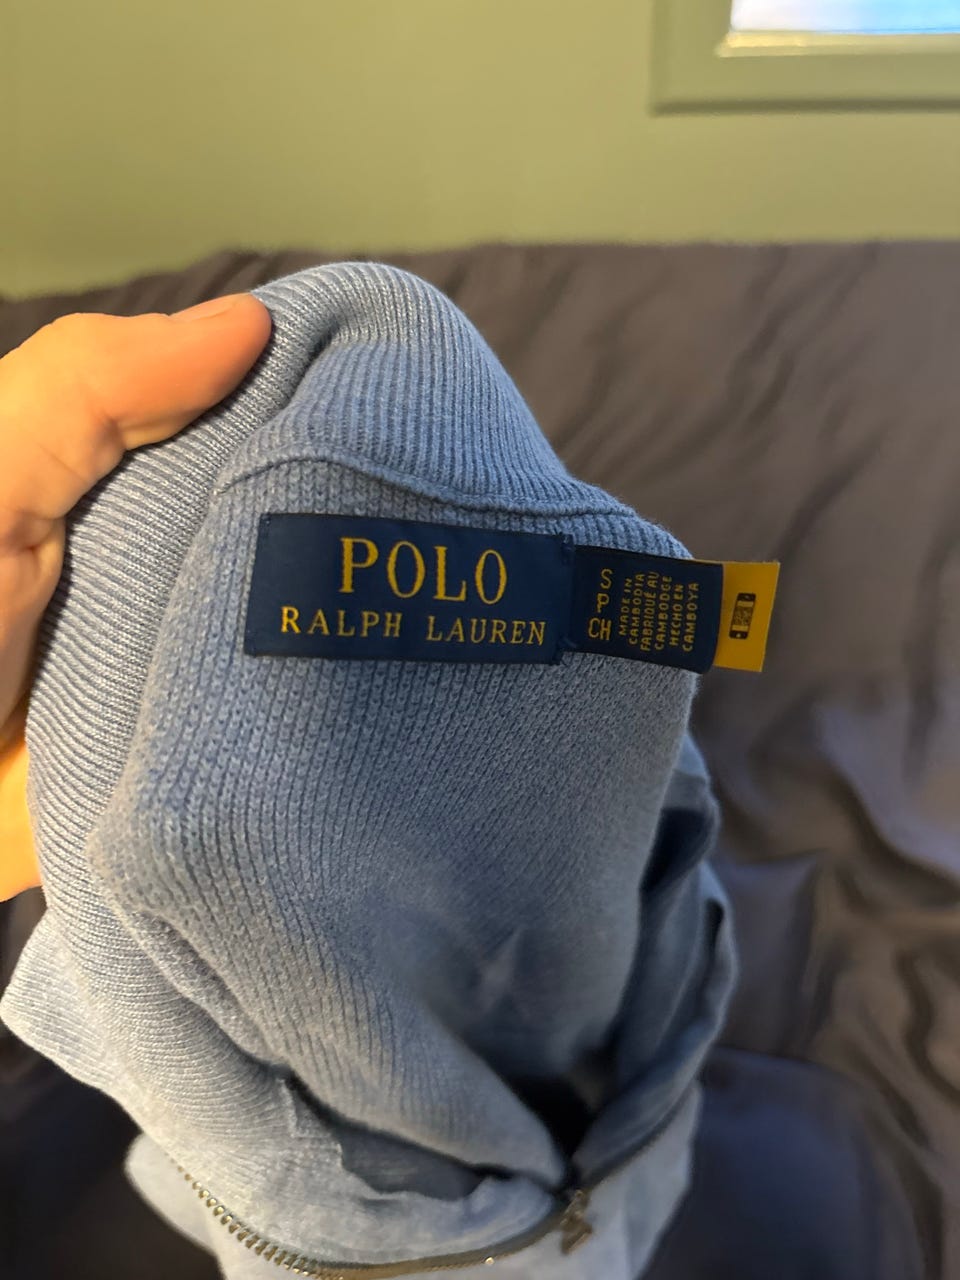 POLO
RALPH LAUREN
S
P
CH
MADE IN
CAMBODIA
FABRIQUÉ AU
CAMBODGE
HECHO EN
CAMBOYA